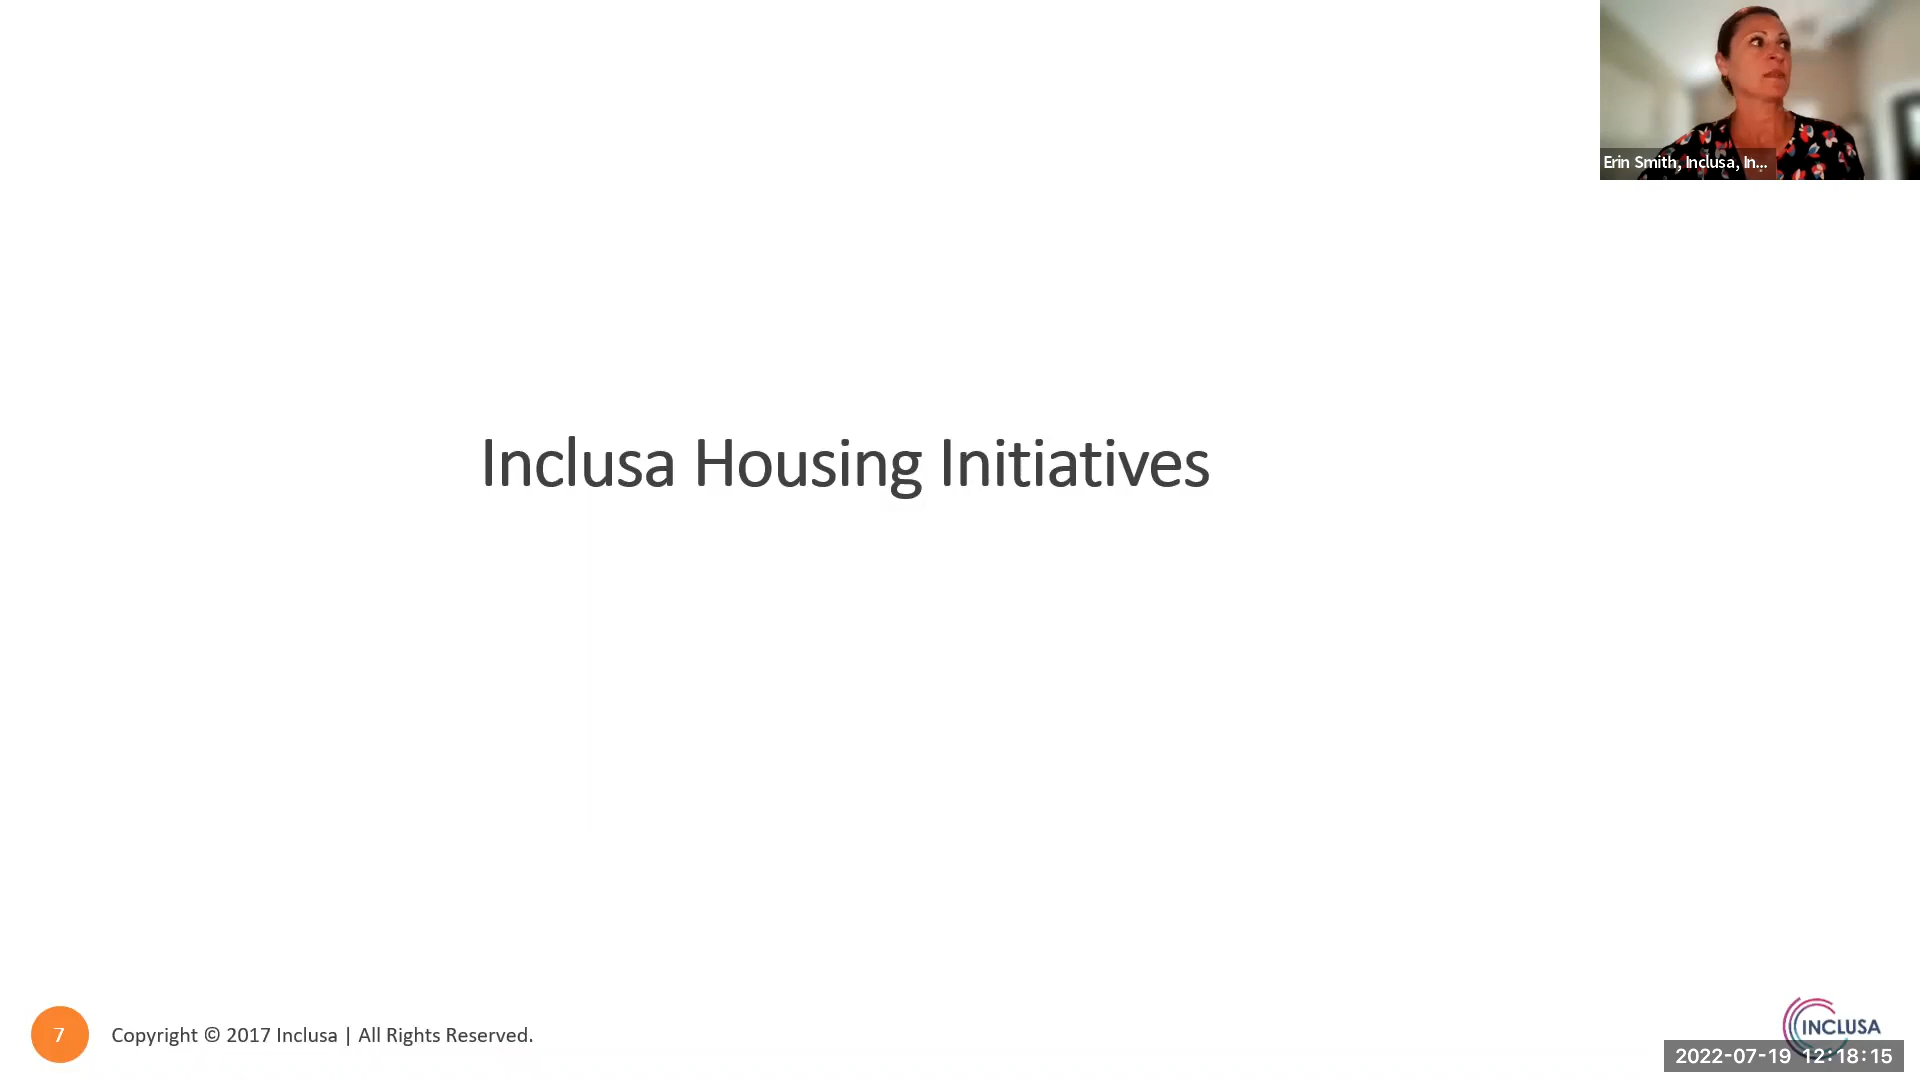 Erin Smith, Inclusa, In...
Inclusa Housing Initiatives
7
Copyright © 2017 Inclusa | All Rights Reserved.
INCLUSA
2022-07-19 12:18:15